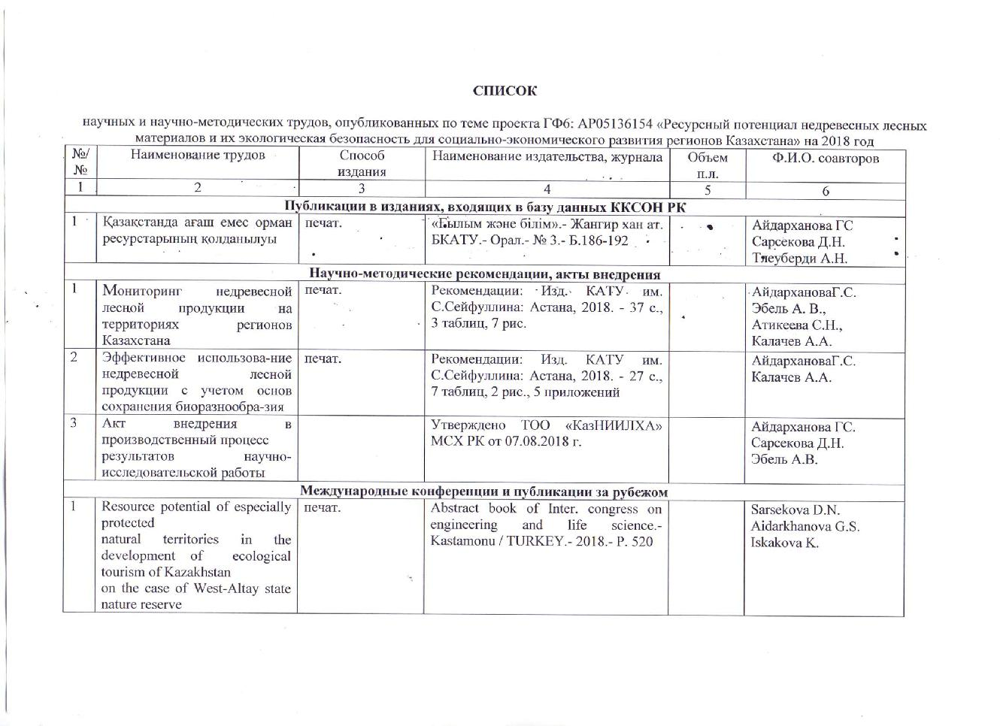 СПИСОК
научных и научно-методических трудов, опубликованных по теме проекта ГФ6: АР05136154 «Ресурсный потенциал недревесных лесных
материалов и их экологическая безопасность для социально-экономического развития регионов Казахстана» на 2018 год
№/ Наименование трудов Способ Наименование издательства, журнала Объем Ф.И.О. соавторов
№ издания п.л.
1 2 3 4 5 6
Публикации в изданиях, входящих в базу данных ККСОН РК
1 Қазақстанда ағаш емес орман печат. «Ғылым және білім».- Жангир хан ат. Айдарханова ГС
ресурстарының қолданылуы БКАТУ.- Орал.- № 3.- Б.186-192 Сарсекова Д.Н.
Тлеуберди А.Н.
Научно-методические рекомендации, акты внедрения
1 Мониторинг недревесной печат. Рекомендации: Изд. КАТУ им. АйдархановаГ.С.
лесной продукции на С.Сейфуллина: Астана, 2018. - 37 с., Эбель А. В.,
территориях регионов 3 таблиц, 7 рис. Атикеева С.Н.,
Казахстана Калачев А.А.
2 Эффективное использова-ние печат. Рекомендации: Изд. КАТУ им. АйдархановаГ.С.
недревесной лесной С.Сейфуллина: Астана, 2018. - 27 с., Калачев А.А.
продукции с учетом основ 7 таблиц, 2 рис., 5 приложений
сохранения биоразнообра-зия
3 Акт внедрения в Утверждено ТОО «КазНИИЛХА» Айдарханова ГС.
производственный процесс МСХ РК от 07.08.2018 г. Сарсекова Д.Н.
результатов научно- Эбель А.В.
исследовательской работы
Международные конференции и публикации за рубежом
1 Resource potential of especially печат. Abstract book of Inter. congress on Sarsekova D.N.
protected engineering and life science.- Aidarkhanova G.S.
natural territories in the Kastamonu / TURKEY.- 2018.- P. 520 Iskakova K.
development of ecological
tourism of Kazakhstan
on the case of West-Altay state
nature reserve